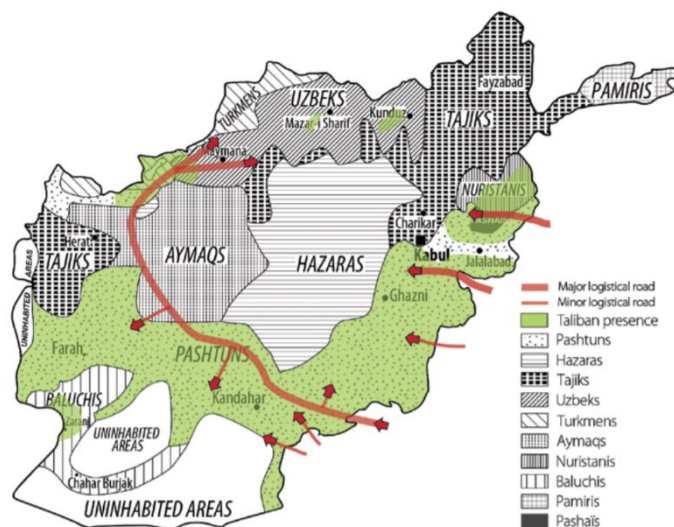 UZBEKS
TURKMENS
Mazar-i Sharif
Kunduz
Fayzabad
TAJIKS
PAMIRIS
Maymana
NURISTANIS
Herat
TAJIKS
AYMAQS
HAZARAS
Charikar
Kabul
Jalalabad
UNINHABITED AREAS
Ghazni
Farah
PASHTUNS
Kandahar
BALUCHIS
Zaranj
UNINHABITED
AREAS
Chahar Burjak
UNINHABITED AREAS
Major logistical road
Minor logistical road
Taliban presence
Pashtuns
Hazaras
Tajiks
Uzbeks
Turkmens
Aymaqs
Nuristanis
Baluchis
Pamiris
Pashaïs